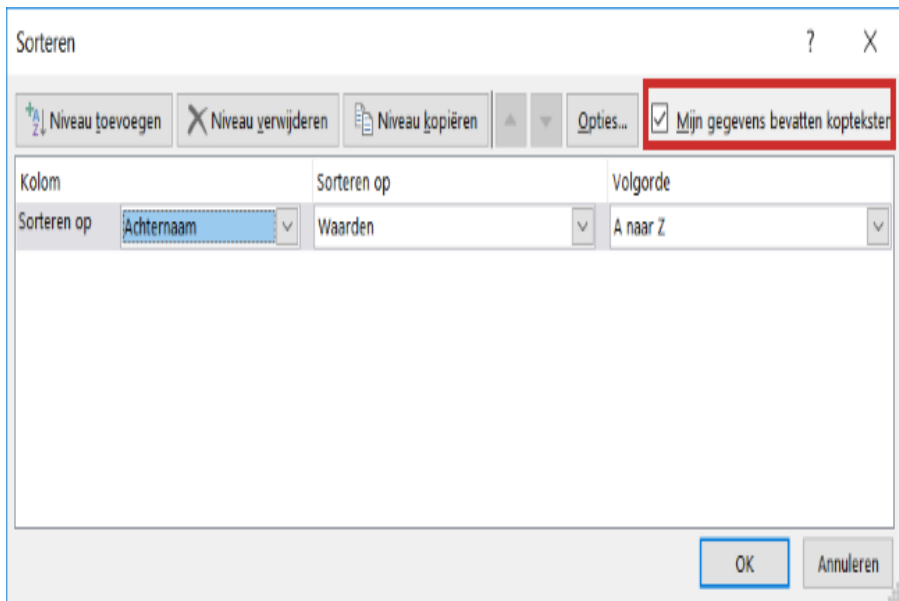 Sorteren ?
Niveau toevoegen Niveau verwijderen Niveau kopiëren Opties... Mijn gegevens bevatten kopteksten
Kolom Sorteren op Volgorde
Sorteren op Achternaam Waarden A naar Z
OK Annuleren